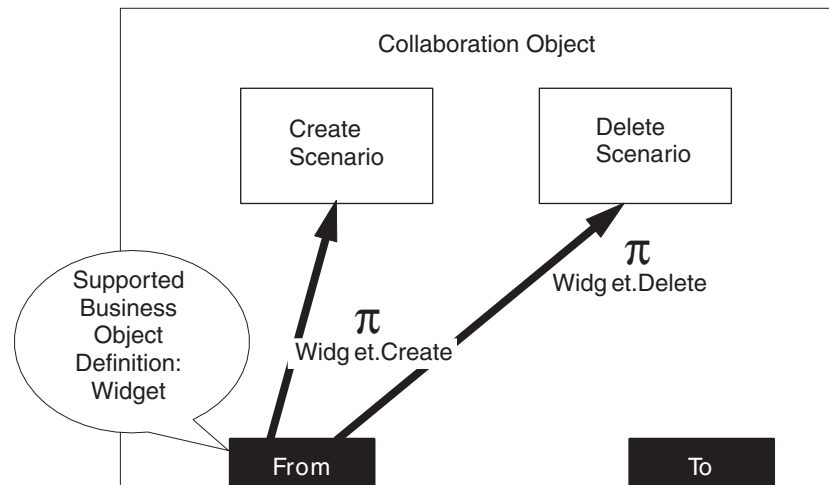 Collaboration Object
Create
Scenario
Delete
Scenario
π
Widg et.Delete
Supported
Business
Object
Definition:
Widget
π
Widg et.Create
From
To